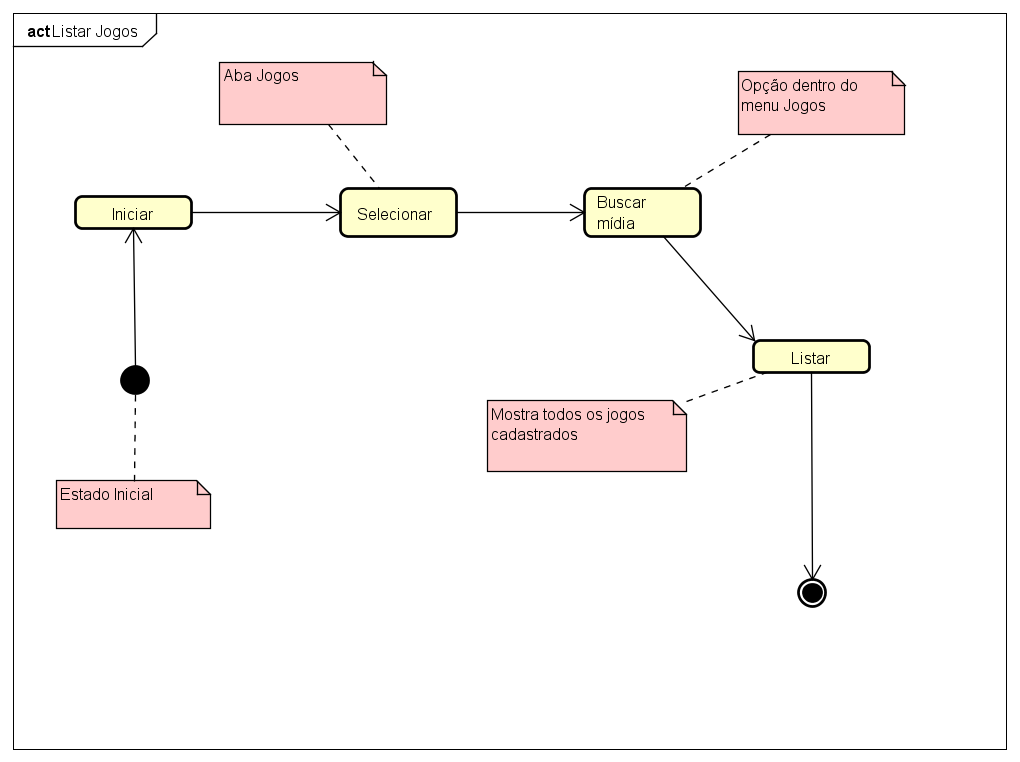 act Listar Jogos
Aba Jogos
Opção dentro do
menu Jogos
Iniciar
Selecionar
Buscar
mídia
Listar
Mostra todos os jogos
cadastrados
Estado Inicial